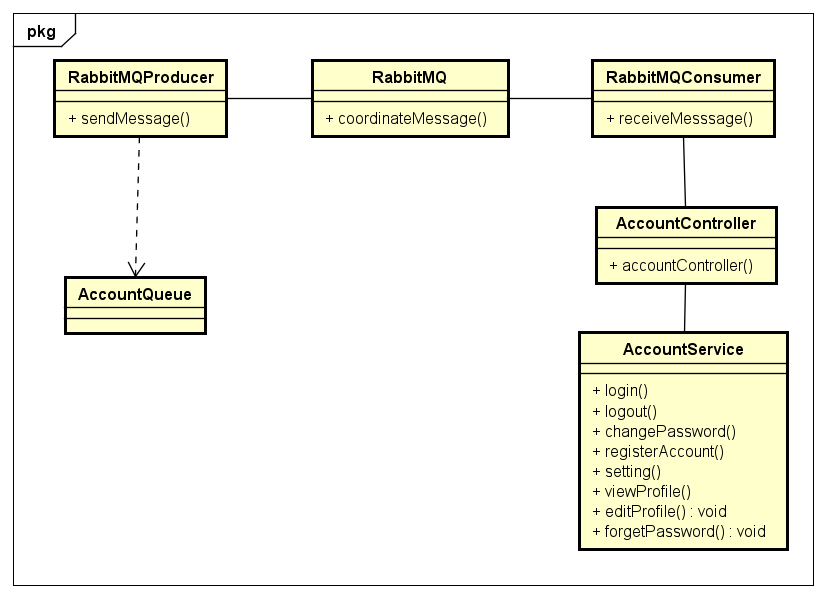 pkg
RabbitMQProducer
+ sendMessage()
RabbitMQ
+ coordinateMessage()
RabbitMQConsumer
+ receiveMesssage()
AccountController
+ accountController()
AccountQueue
AccountService
+ login()
+ logout()
+ changePassword()
+ registerAccount()
+ setting()
+ viewProfile()
+ editProfile() : void
+ forgetPassword() : void